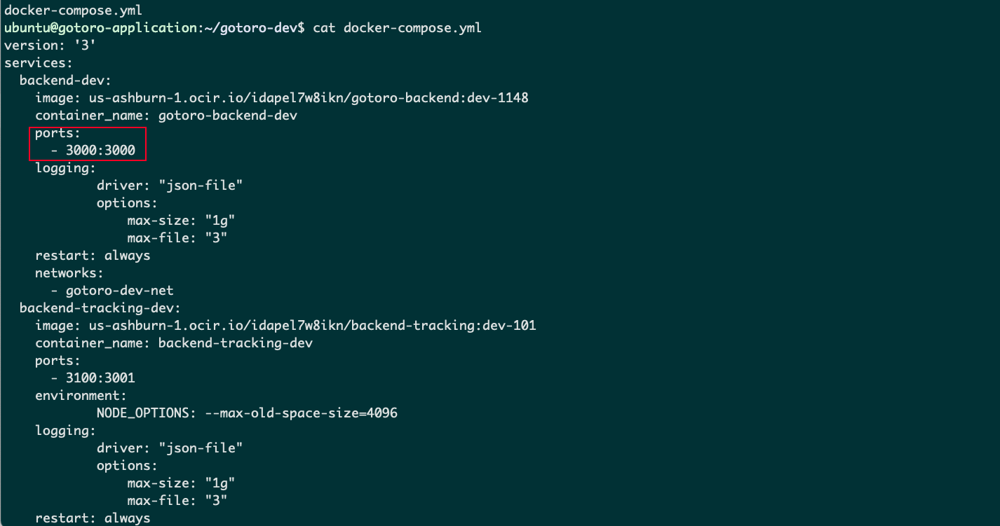 docker-compose.yml
ubuntu@gotoro-application:~/gotoro-dev$ cat docker-compose.yml
version: '3'
services:
  backend-dev:
    image: us-ashburn-1.ocir.io/idapel7w8ikn/gotoro-backend:dev-1148
    container_name: gotoro-backend-dev
    ports:
      - 3000:3000
    logging:
            driver: "json-file"
            options:
                max-size: "1g"
                max-file: "3"
    restart: always
    networks:
      - gotoro-dev-net
  backend-tracking-dev:
    image: us-ashburn-1.ocir.io/idapel7w8ikn/backend-tracking:dev-101
    container_name: backend-tracking-dev
    ports:
      - 3100:3001
    environment:
            NODE_OPTIONS: --max-old-space-size=4096
    logging:
            driver: "json-file"
            options:
                max-size: "1g"
                max-file: "3"
    restart: always